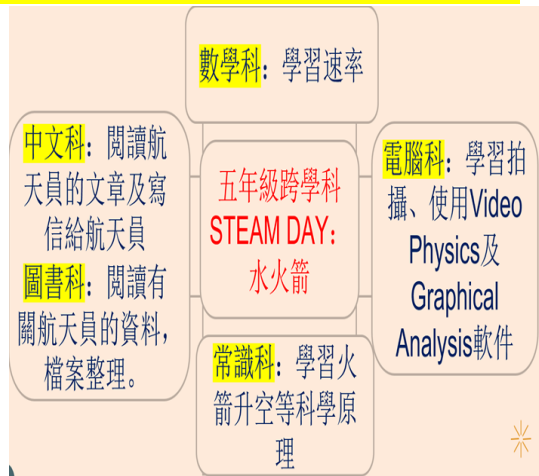 數學科：學習速率
中文科：閱讀航
天員的文章及寫
信給航天員
圖書科：閱讀有
關航天員的資料，
檔案整理。
五年級跨學科
STEAM DAY：
水火箭
電腦科：學習拍
攝、使用Video
Physics及
Graphical
Analysis軟件
常識科：學習火
箭升空等科學原
理